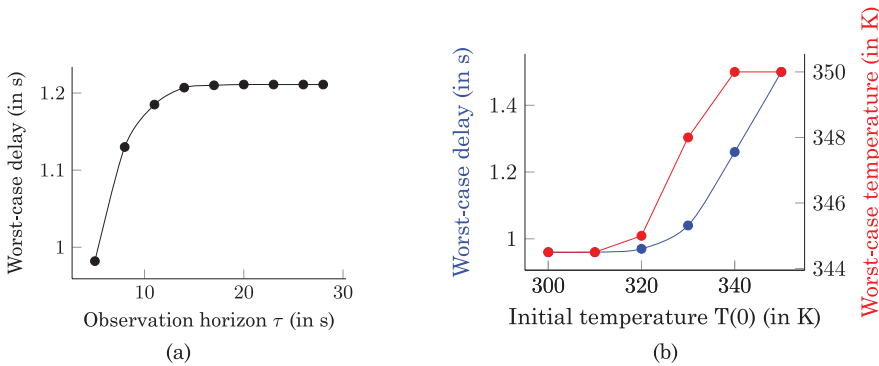 Worst-case delay (in s)
1.2
1.1
1
10
20
30
Observation horizon τ (in s)
(a)
Worst-case delay (in s)
1.4
1.2
1
300
320
340
350
348
346
344
Worst-case temperature (in K)
Initial temperature T(0) (in K)
(b)